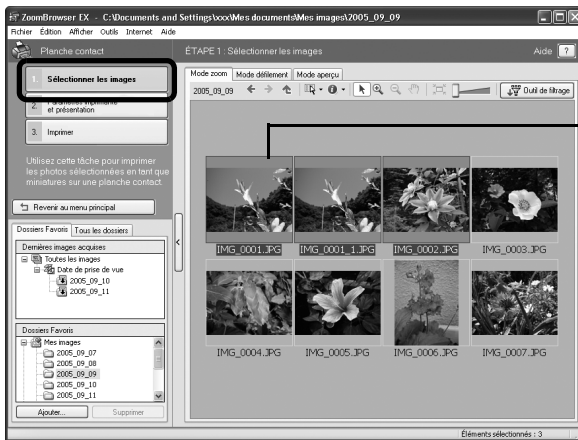 ZoomBrowser EX - C:\Documents and Settings\xxx\Mes documents\Mes images\2005_09_09
Fichier Édition Afficher Outils Internet Aide
Planche contact
ÉTAPE 1 : Sélectionner les images
Aide ?
1. Sélectionner les images
2. Paramètres imprimante
et présentation
3. Imprimer
Utilisez cette tâche pour imprimer
les photos sélectionnées en tant que
miniatures sur une planche contact.
Revenir au menu principal
Dossiers Favoris Tous les dossiers
Dernières images acquises
Toutes les images
Date de prise de vue
2005_09_10
2005_09_11
Dossiers Favoris
Mes images
2005_09_07
2005_09_08
2005_09_09
2005_09_10
2005_09_11
Ajouter... Supprimer
Mode zoom Mode défilement Mode aperçu
2005_09_09
Outil de filtrage
IMG_0001.JPG IMG_0001_1.JPG IMG_0002.JPG IMG_0003.JPG
IMG_0004.JPG IMG_0005.JPG IMG_0006.JPG IMG_0007.JPG
Éléments sélectionnés : 3